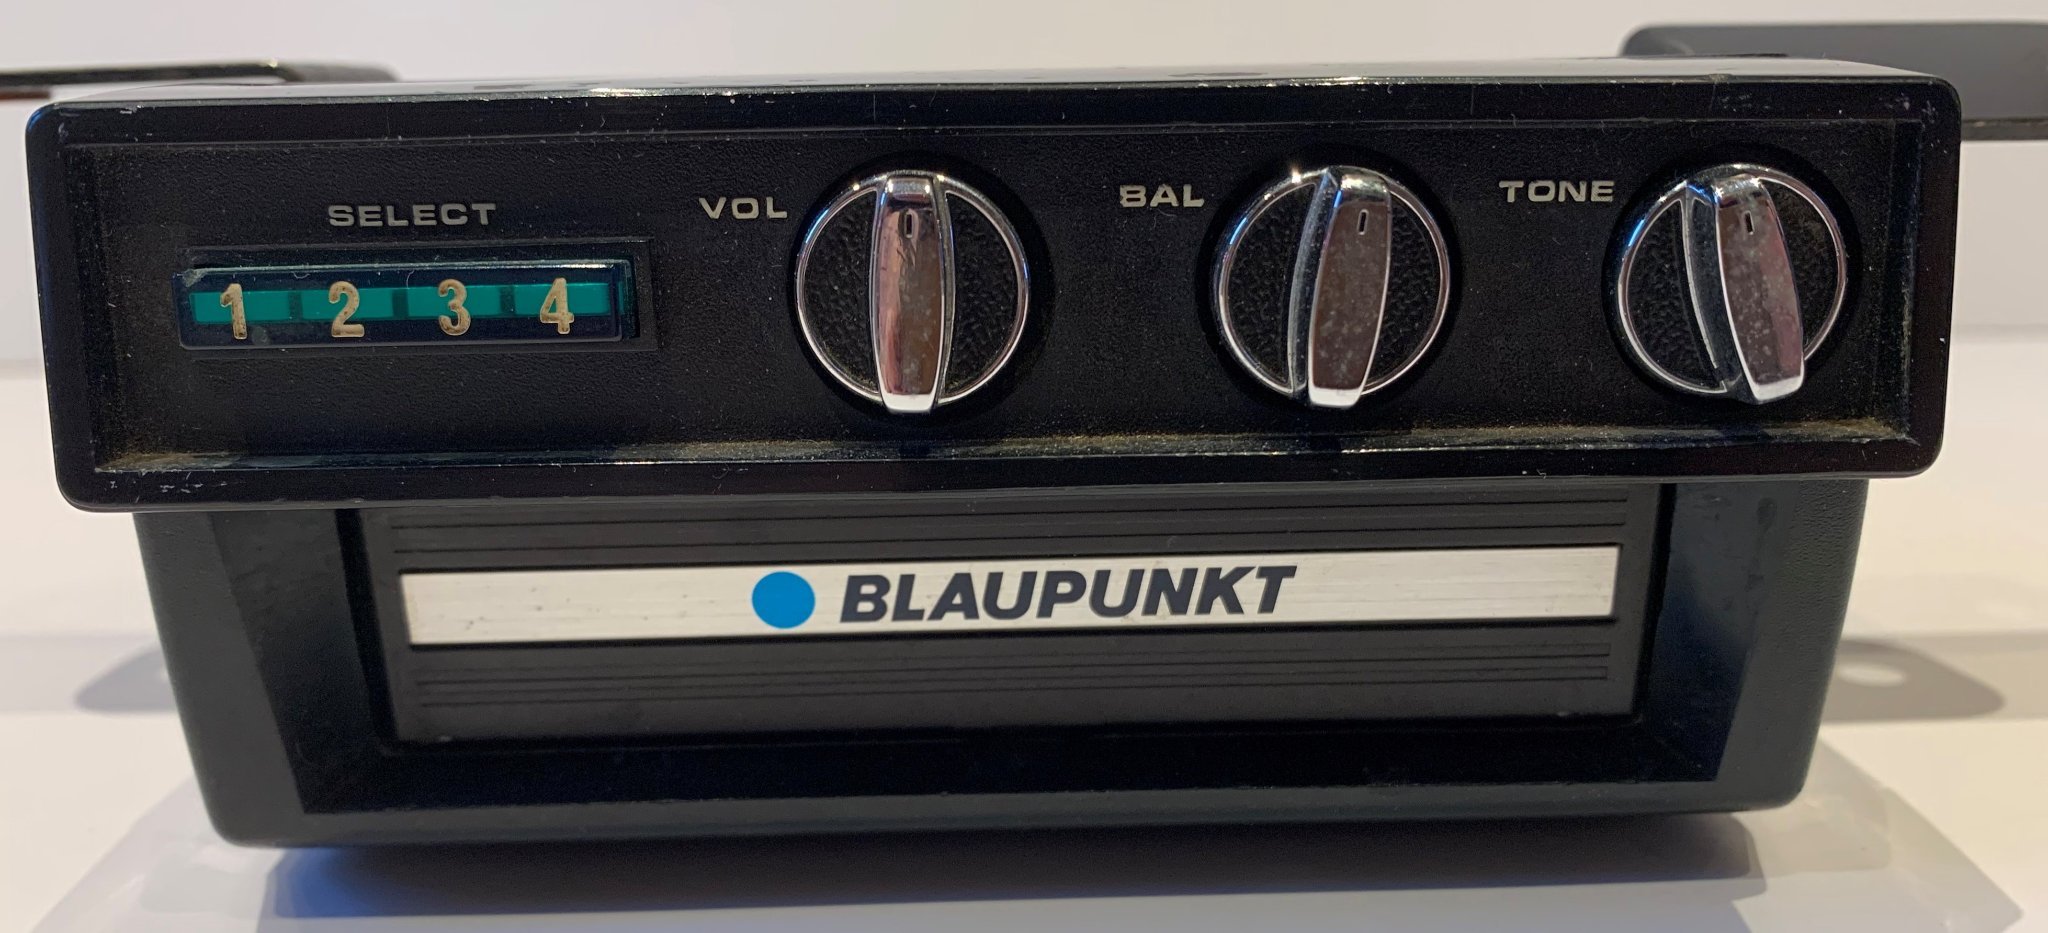 SELECT
VOL
BAL
TONE
1 2 3 4
BLAUPUNKT